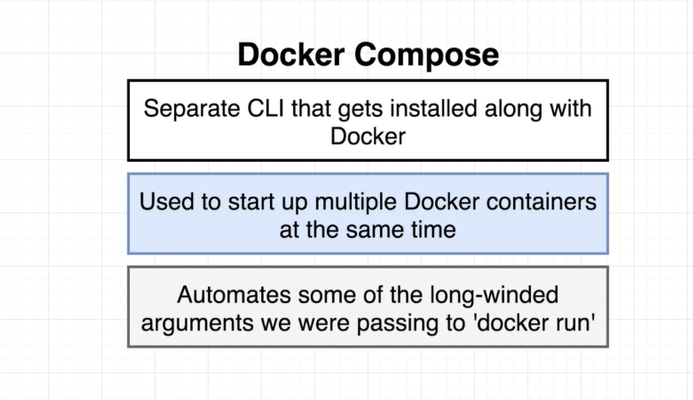 Docker Compose
Separate CLI that gets installed along with
Docker
Used to start up multiple Docker containers
at the same time
Automates some of the long-winded
arguments we were passing to 'docker run'